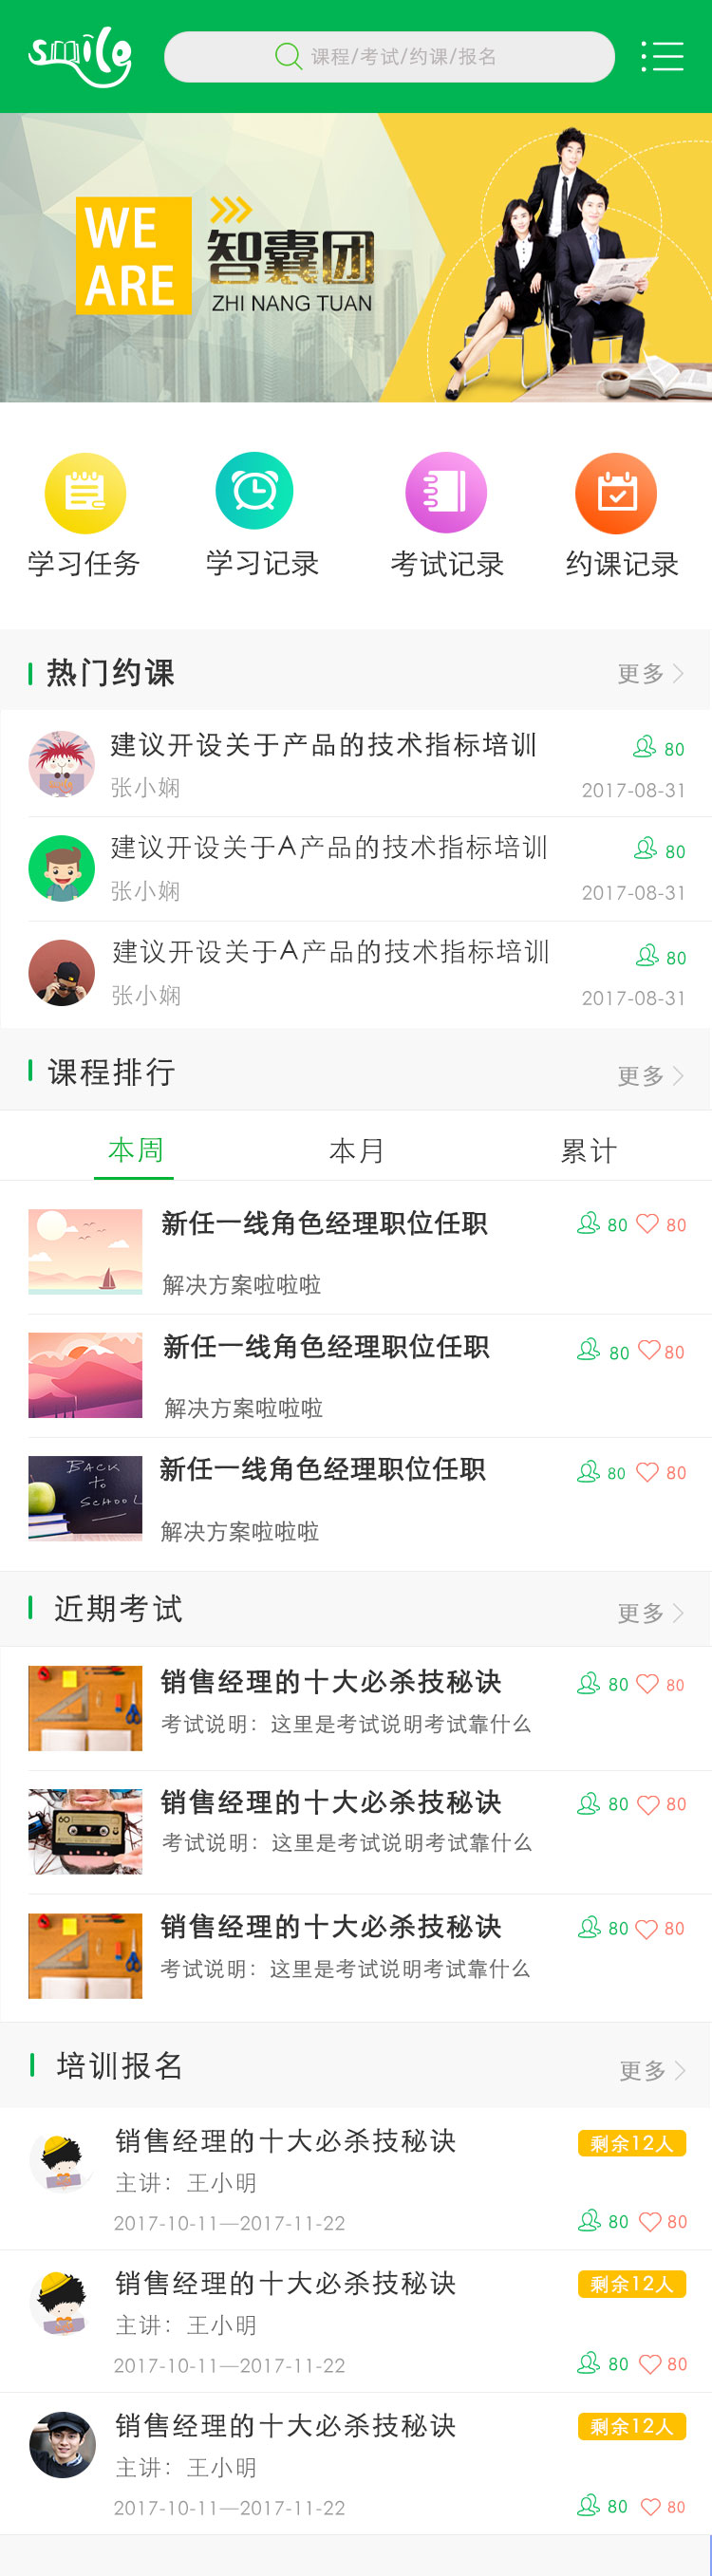 smile
课程/考试/约课/报名
WE
ARE
智囊团
ZHI NANG TUAN
学习任务
学习记录
考试记录
约课记录
热门约课
更多
建议开设关于产品的技术指标培训
80
张小娴
2017-08-31
建议开设关于A产品的技术指标培训
80
张小娴
2017-08-31
建议开设关于A产品的技术指标培训
80
张小娴
2017-08-31
课程排行
更多
本周
本月
累计
新任一线角色经理职位任职
80
80
解决方案啦啦啦
新任一线角色经理职位任职
80
80
解决方案啦啦啦
BACK
to
SCHOOL
新任一线角色经理职位任职
80
80
解决方案啦啦啦
近期考试
更多
销售经理的十大必杀技秘诀
80
80
考试说明：这里是考试说明考试靠什么
60
销售经理的十大必杀技秘诀
80
80
考试说明：这里是考试说明考试靠什么
销售经理的十大必杀技秘诀
80
80
考试说明：这里是考试说明考试靠什么
培训报名
更多
销售经理的十大必杀技秘诀
剩余12人
主讲：王小明
2017-10-11—2017-11-22
80
80
销售经理的十大必杀技秘诀
剩余12人
主讲：王小明
2017-10-11—2017-11-22
80
80
销售经理的十大必杀技秘诀
剩余12人
主讲：王小明
2017-10-11—2017-11-22
80
80